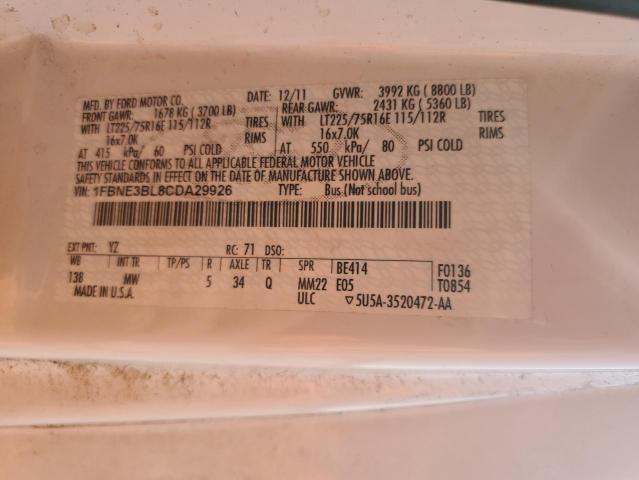 MFD. BY FORD MOTOR CO. DATE: 12/11 GVWR: 3992 KG ( 8800 LB)
FRONT GAWR: 1678 KG ( 3700 LB) REAR GAWR: 2431 KG ( 5360 LB)
WITH LT225/75R16E 115/112R TIRES WITH LT225/75R16E 115/112R TIRES
16x7.0K RIMS 16x7.0K RIMS
AT 415 kPa/ 60 PSI COLD AT 550 kPa/ 80 PSI COLD
THIS VEHICLE CONFORMS TO ALL APPLICABLE FEDERAL MOTOR VEHICLE
SAFETY STANDARDS IN EFFECT ON THE DATE OF MANUFACTURE SHOWN ABOVE.
VIN: 1FBNE3BL8CDA29926 TYPE: Bus (Not school bus)
EXT PNT: YZ RC: 71 DSO:
WB INT TR TP/PS R AXLE TR SPR BE414 F0136
138 MW 5 34 Q MM22 E05 T0854
MADE IN U.S.A. ULC ▽5U5A-3520472-AA